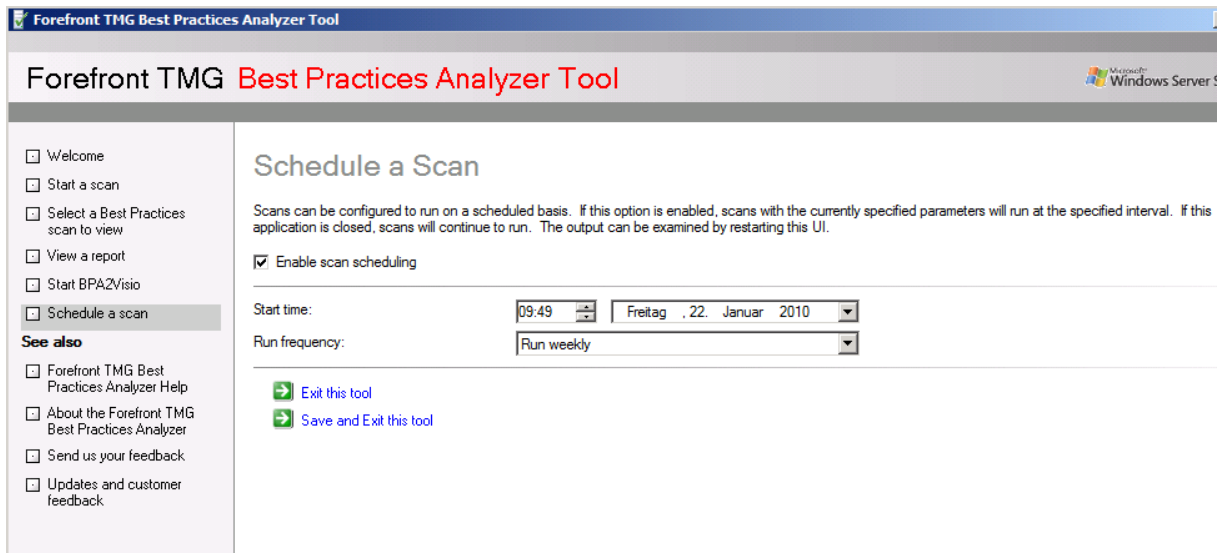 Forefront TMG Best Practices Analyzer Tool
Forefront TMG Best Practices Analyzer Tool
Microsoft
Windows Server S
Welcome
Start a scan
Select a Best Practices
scan to view
View a report
Start BPA2Visio
Schedule a scan
See also
Forefront TMG Best
Practices Analyzer Help
About the Forefront TMG
Best Practices Analyzer
Send us your feedback
Updates and customer
feedback
Schedule a Scan
Scans can be configured to run on a scheduled basis. If this option is enabled, scans with the currently specified parameters will run at the specified interval. If this
application is closed, scans will continue to run. The output can be examined by restarting this UI.
Enable scan scheduling
Start time: 09:49 Freitag , 22. Januar 2010
Run frequency: Run weekly
Exit this tool
Save and Exit this tool